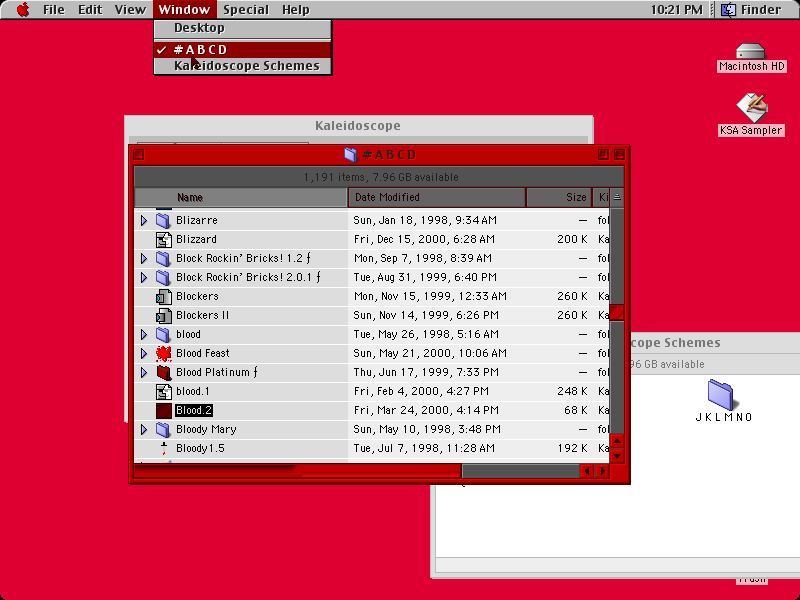 File Edit View Window Special Help 10:21 PM Finder
Desktop
✓ # A B C D
Kaleidoscope Schemes
Macintosh HD
KSA Sampler
Kaleidoscope
# A B C D
1,191 items, 7.96 GB available
Name Date Modified Size Ki
Blizarre Sun, Jan 18, 1998, 9:34 AM — fol
Blizzard Fri, Dec 15, 2000, 6:28 AM 200 K Ka
Block Rockin' Bricks! 1.2 ƒ Mon, Sep 7, 1998, 8:39 AM — fol
Block Rockin' Bricks! 2.0.1 ƒ Tue, Aug 31, 1999, 6:40 PM — fol
Blockers Mon, Nov 15, 1999, 12:33 AM 260 K Ka
Blockers II Sun, Nov 14, 1999, 6:26 PM 260 K Ka
blood Tue, May 26, 1998, 5:16 AM — fol
Blood Feast Sun, May 21, 2000, 10:06 AM — fol
Blood Platinum ƒ Thu, Jun 17, 1999, 7:33 PM — fol
blood.1 Fri, Feb 4, 2000, 4:27 PM 248 K Ka
Blood.2 Fri, Mar 24, 2000, 4:14 PM 68 K Ka
Bloody Mary Sun, May 10, 1998, 3:48 PM — fol
Bloody1.5 Tue, Jul 7, 1998, 11:28 AM 192 K Ka
cope Schemes
96 GB available
J K L M N O
Trash